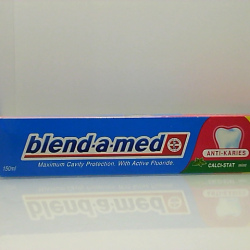 blend-a-med
Maximum Cavity Protection. With Active Fluoride.
ANTI-KARIES
CALCI-STAT
150ml